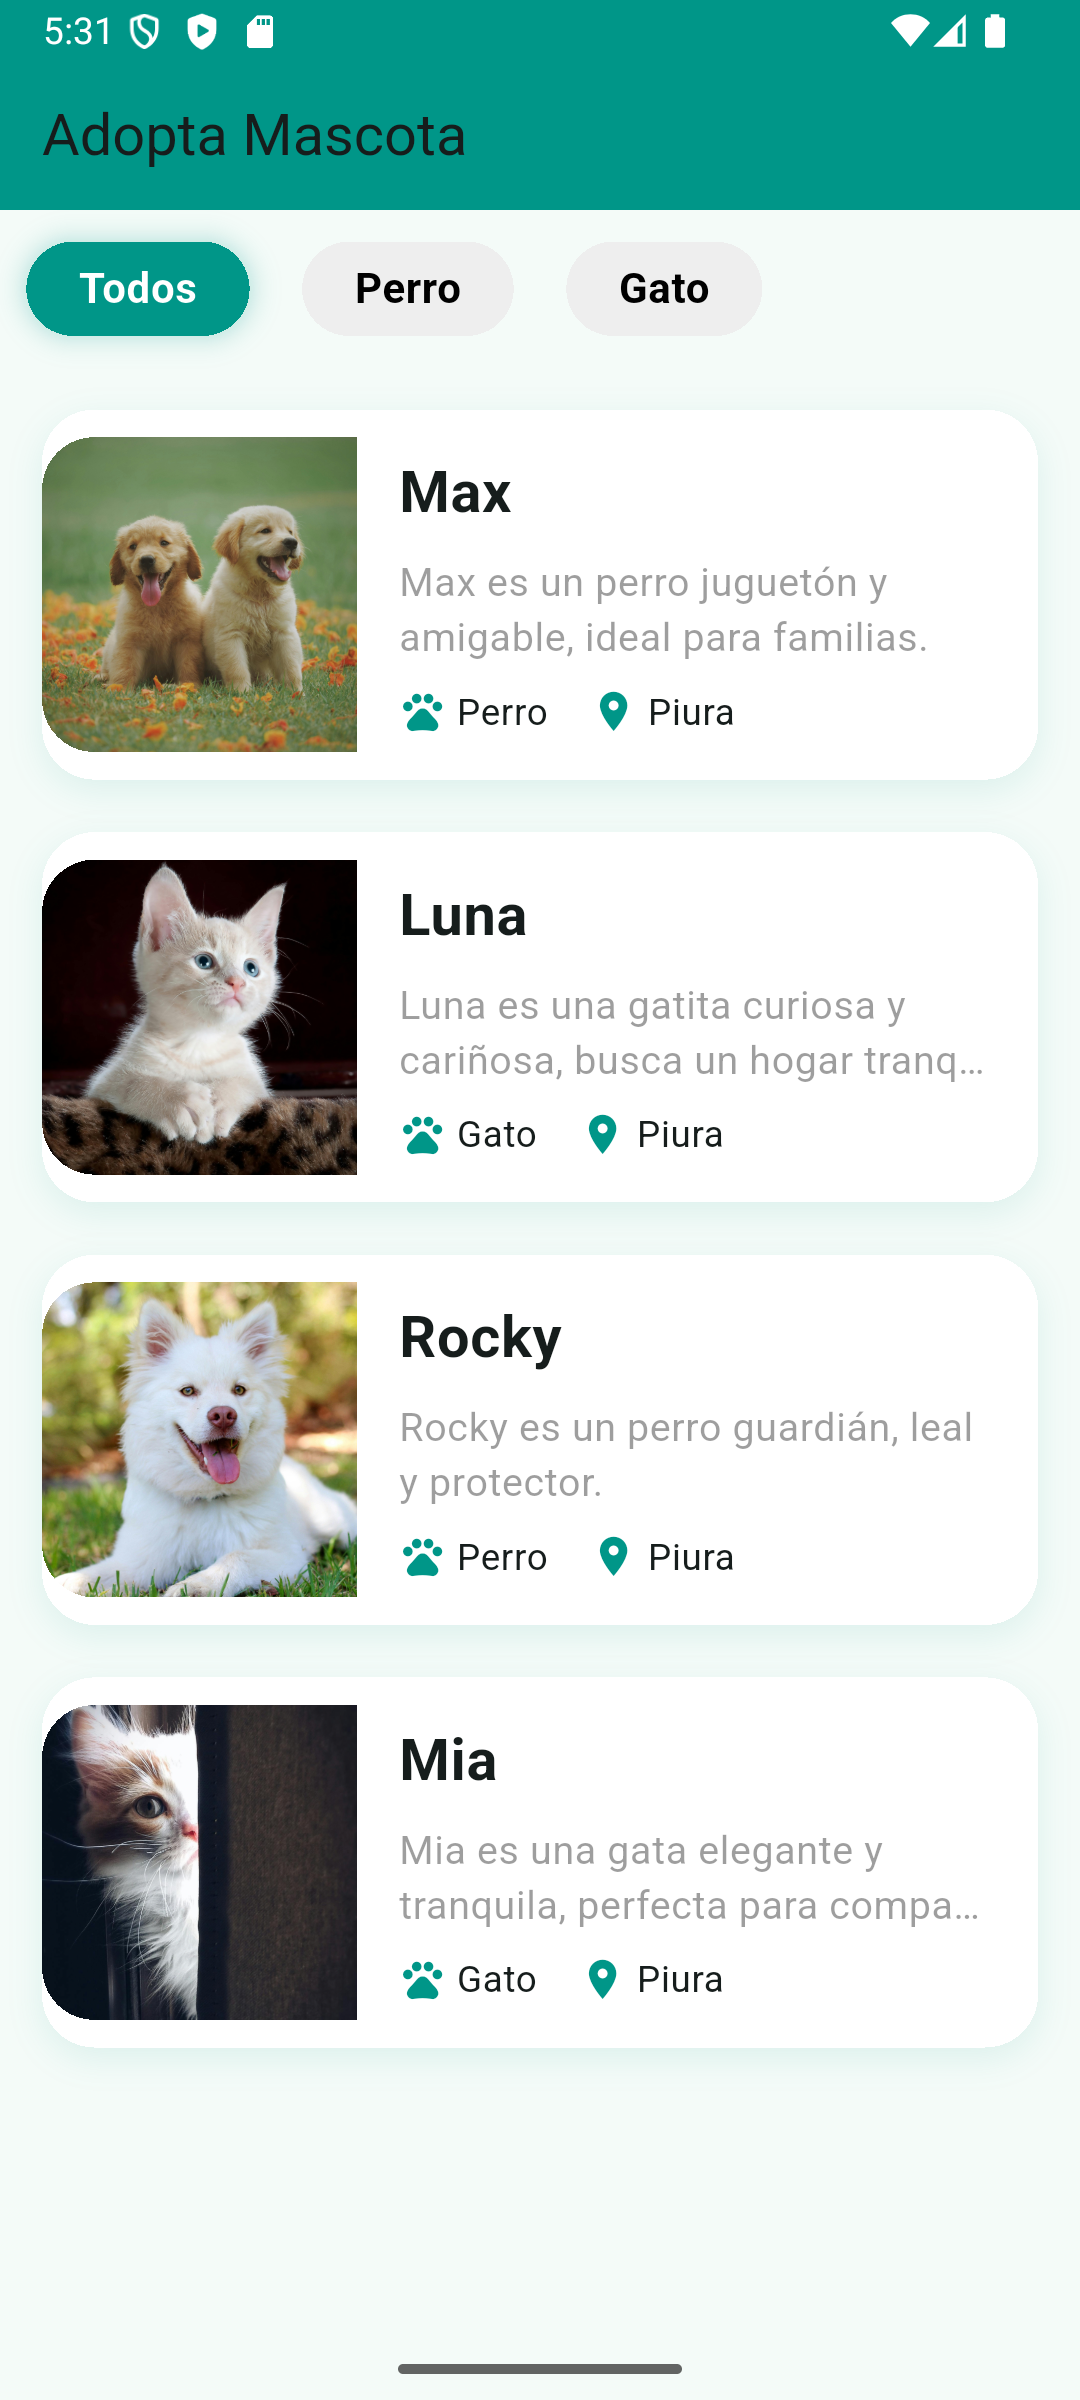 5:31
Adopta Mascota
Todos Perro Gato
Max
Max es un perro juguetón y
amigable, ideal para familias.
Perro Piura
Luna
Luna es una gatita curiosa y
cariñosa, busca un hogar tranq…
Gato Piura
Rocky
Rocky es un perro guardián, leal
y protector.
Perro Piura
Mia
Mia es una gata elegante y
tranquila, perfecta para compa…
Gato Piura